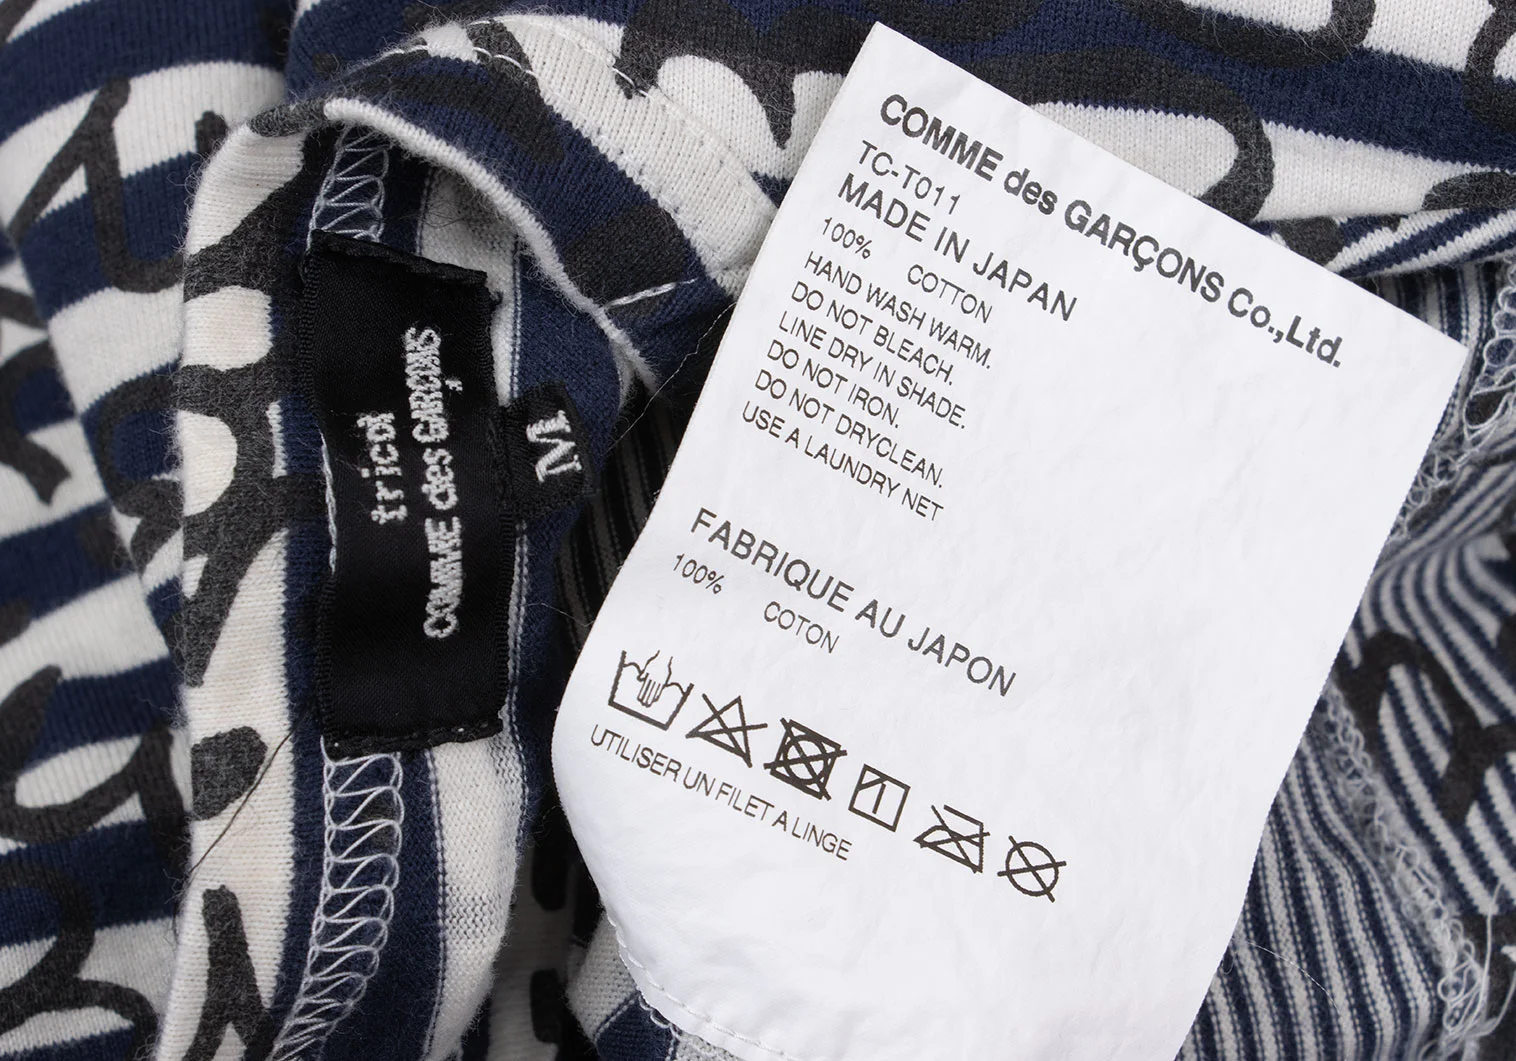 tricot
COMME des GARÇONS
M
COMME des GARÇONS Co.,Ltd.
TC-T011
MADE IN JAPAN
100% COTTON
HAND WASH WARM.
DO NOT BLEACH.
LINE DRY IN SHADE.
DO NOT IRON.
DO NOT DRYCLEAN.
USE A LAUNDRY NET
FABRIQUE AU JAPON
100% COTON
UTILISER UN FILET A LINGE